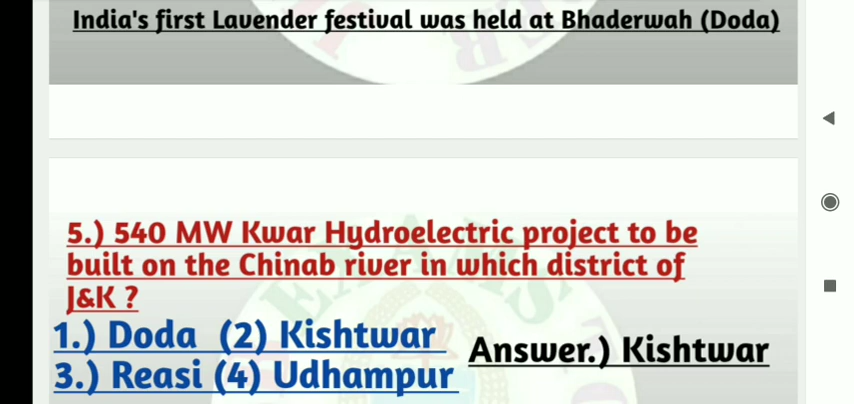 India's first Lavender festival was held at Bhaderwah (Doda)
5.) 540 MW Kwar Hydroelectric project to be
built on the Chinab river in which district of
J&K ?
1.) Doda (2) Kishtwar
3.) Reasi (4) Udhampur
Answer.) Kishtwar
EXAMS